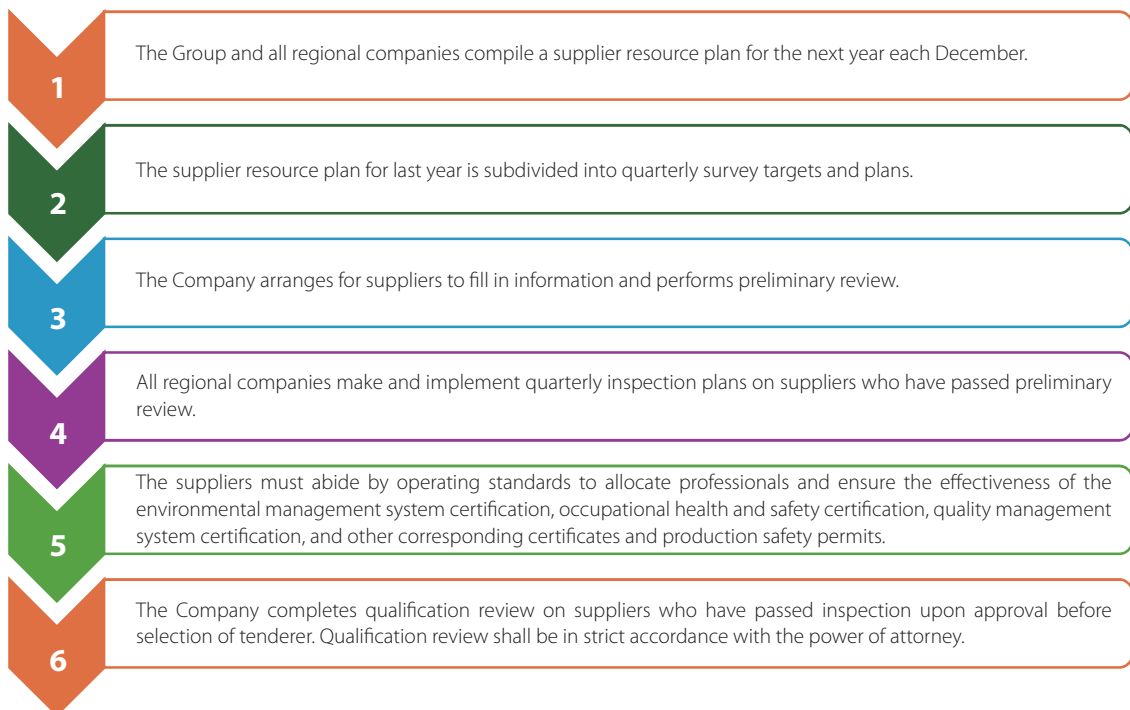 1
The Group and all regional companies compile a supplier resource plan for the next year each December.
2
The supplier resource plan for last year is subdivided into quarterly survey targets and plans.
3
The Company arranges for suppliers to fill in information and performs preliminary review.
4
All regional companies make and implement quarterly inspection plans on suppliers who have passed preliminary
review.
5
The suppliers must abide by operating standards to allocate professionals and ensure the effectiveness of the
environmental management system certification, occupational health and safety certification, quality management
system certification, and other corresponding certificates and production safety permits.
6
The Company completes qualification review on suppliers who have passed inspection upon approval before
selection of tenderer. Qualification review shall be in strict accordance with the power of attorney.